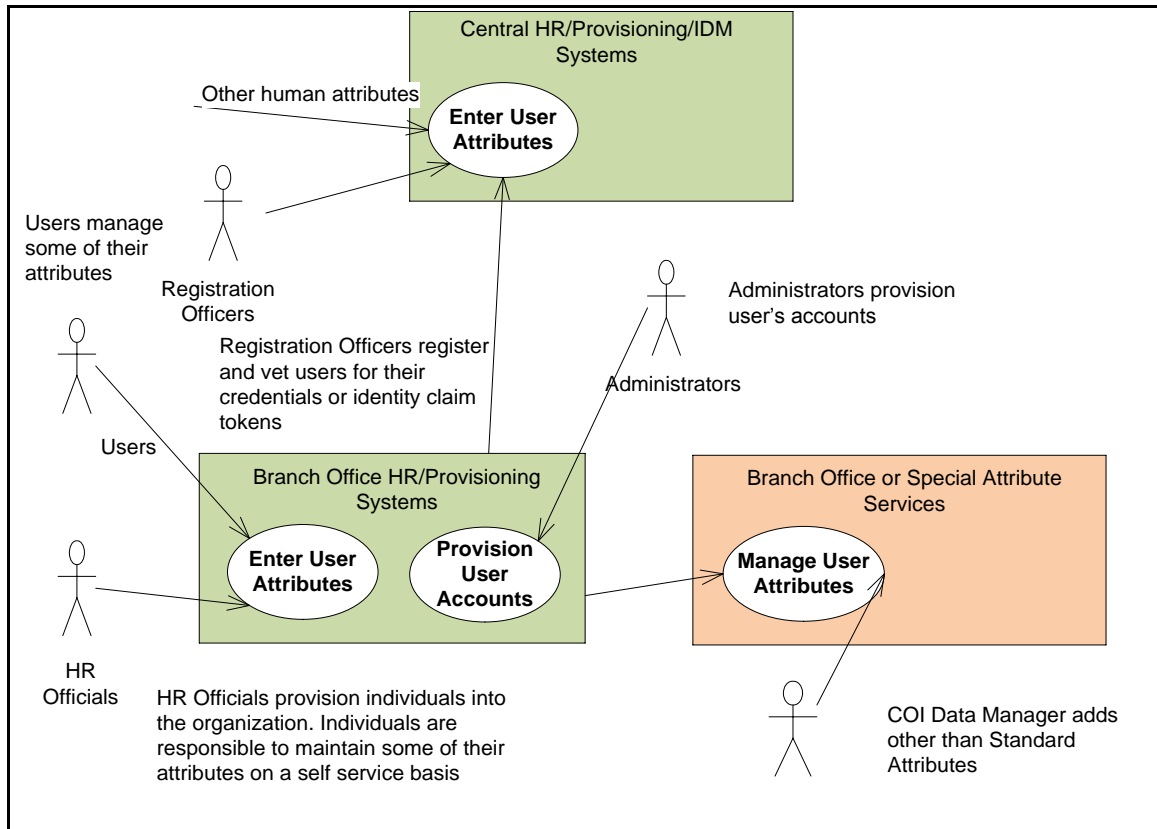 Central HR/Provisioning/IDM
Systems
Other human attributes
Enter User
Attributes
Users manage
some of their
attributes
Registration
Officers
Administrators provision
user's accounts
Registration Officers register
and vet users for their
credentials or identity claim
tokens
Administrators
Users
Branch Office HR/Provisioning
Systems
Enter User
Attributes
Provision
User
Accounts
Branch Office or Special Attribute
Services
Manage User
Attributes
HR
Officials
HR Officials provision individuals into
the organization. Individuals are
responsible to maintain some of their
attributes on a self service basis
COI Data Manager adds
other than Standard
Attributes